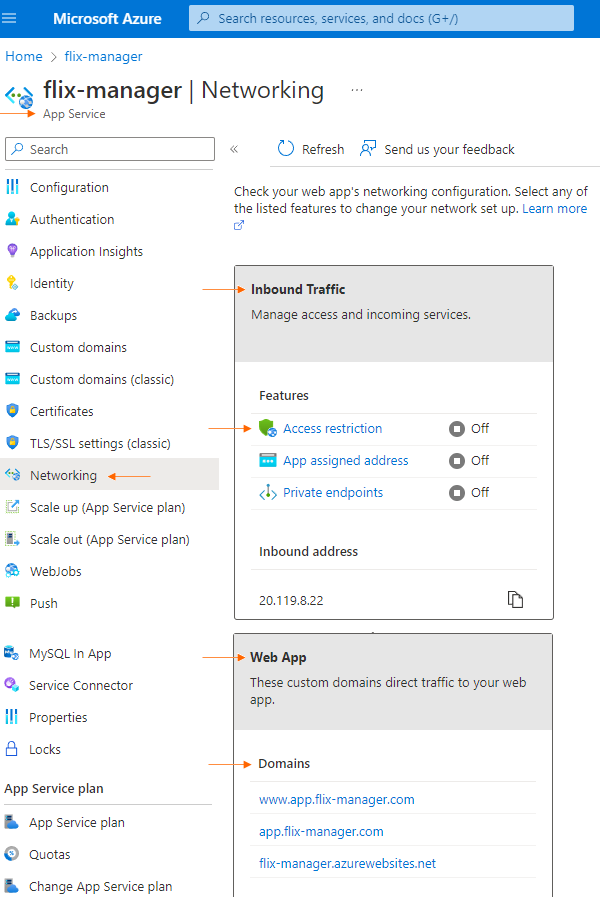 Microsoft Azure
Search resources, services, and docs (G+/)
Home > flix-manager
flix-manager | Networking ...
App Service
Search
«
Refresh
Send us your feedback
Configuration
Authentication
Application Insights
Identity
Backups
Custom domains
Custom domains (classic)
Certificates
TLS/SSL settings (classic)
Networking
Scale up (App Service plan)
Scale out (App Service plan)
WebJobs
Push
MySQL In App
Service Connector
Properties
Locks
App Service plan
App Service plan
Quotas
Change App Service plan
Check your web app's networking configuration. Select any of
the listed features to change your network set up. Learn more
Inbound Traffic
Manage access and incoming services.
Features
Access restriction Off
App assigned address Off
Private endpoints Off
Inbound address
20.119.8.22
Web App
These custom domains direct traffic to your web
app.
Domains
www.app.flix-manager.com
app.flix-manager.com
flix-manager.azurewebsites.net